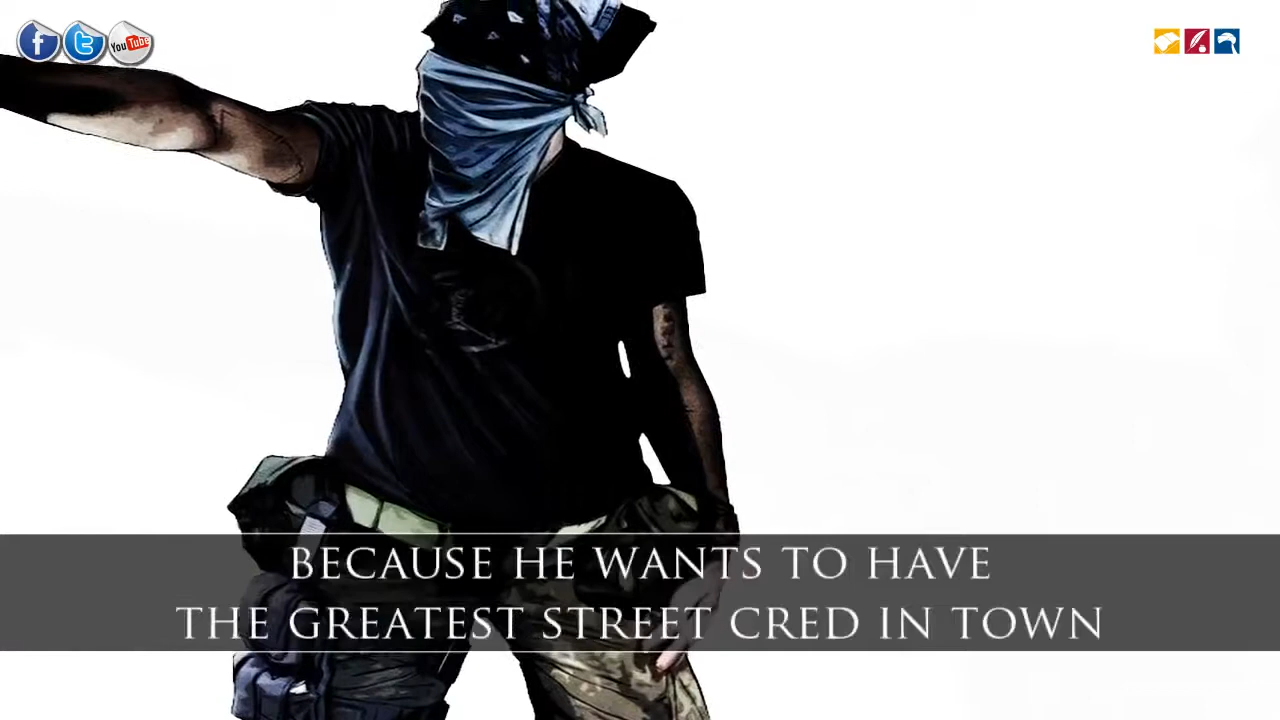 f
t
YouTube
BECAUSE HE WANTS TO HAVE
THE GREATEST STREET CRED IN TOWN